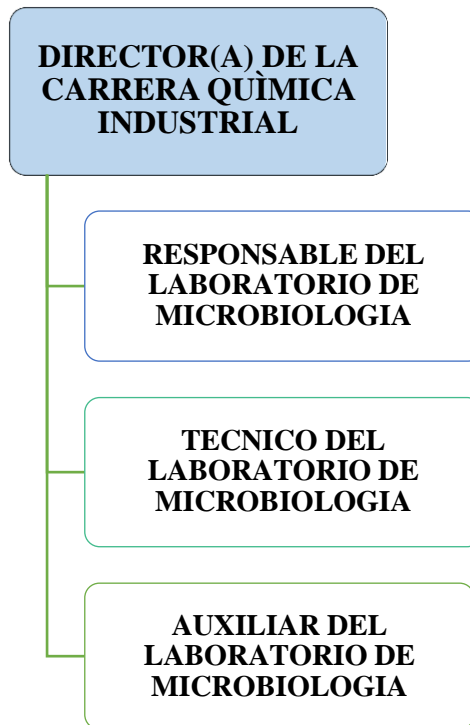 DIRECTOR(A) DE LA
CARRERA QUÌMICA
INDUSTRIAL
RESPONSABLE DEL
LABORATORIO DE
MICROBIOLOGIA
TECNICO DEL
LABORATORIO DE
MICROBIOLOGIA
AUXILIAR DEL
LABORATORIO DE
MICROBIOLOGIA